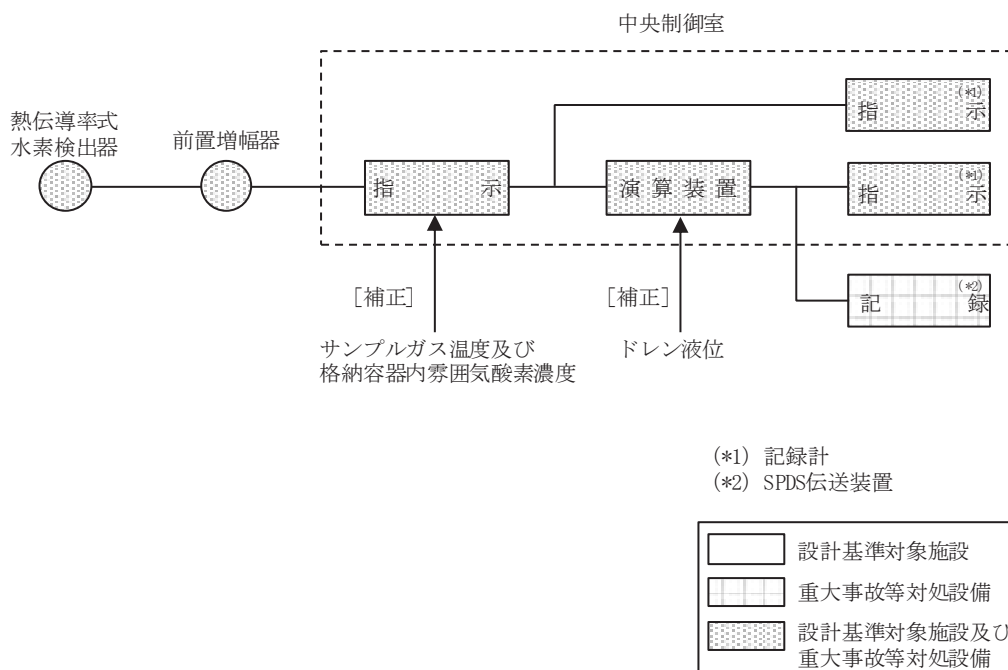 中央制御室
熱伝導率式
水素検出器
前置増幅器
指 示
演 算 装 置
指 示 (*1)
指 示 (*1)
記 録 (*2)
[補正]
[補正]
サンプルガス温度及び
格納容器内雰囲気酸素濃度
ドレン液位
(*1) 記録計
(*2) SPDS伝送装置
設計基準対象施設
重大事故等対処設備
設計基準対象施設及び
重大事故等対処設備